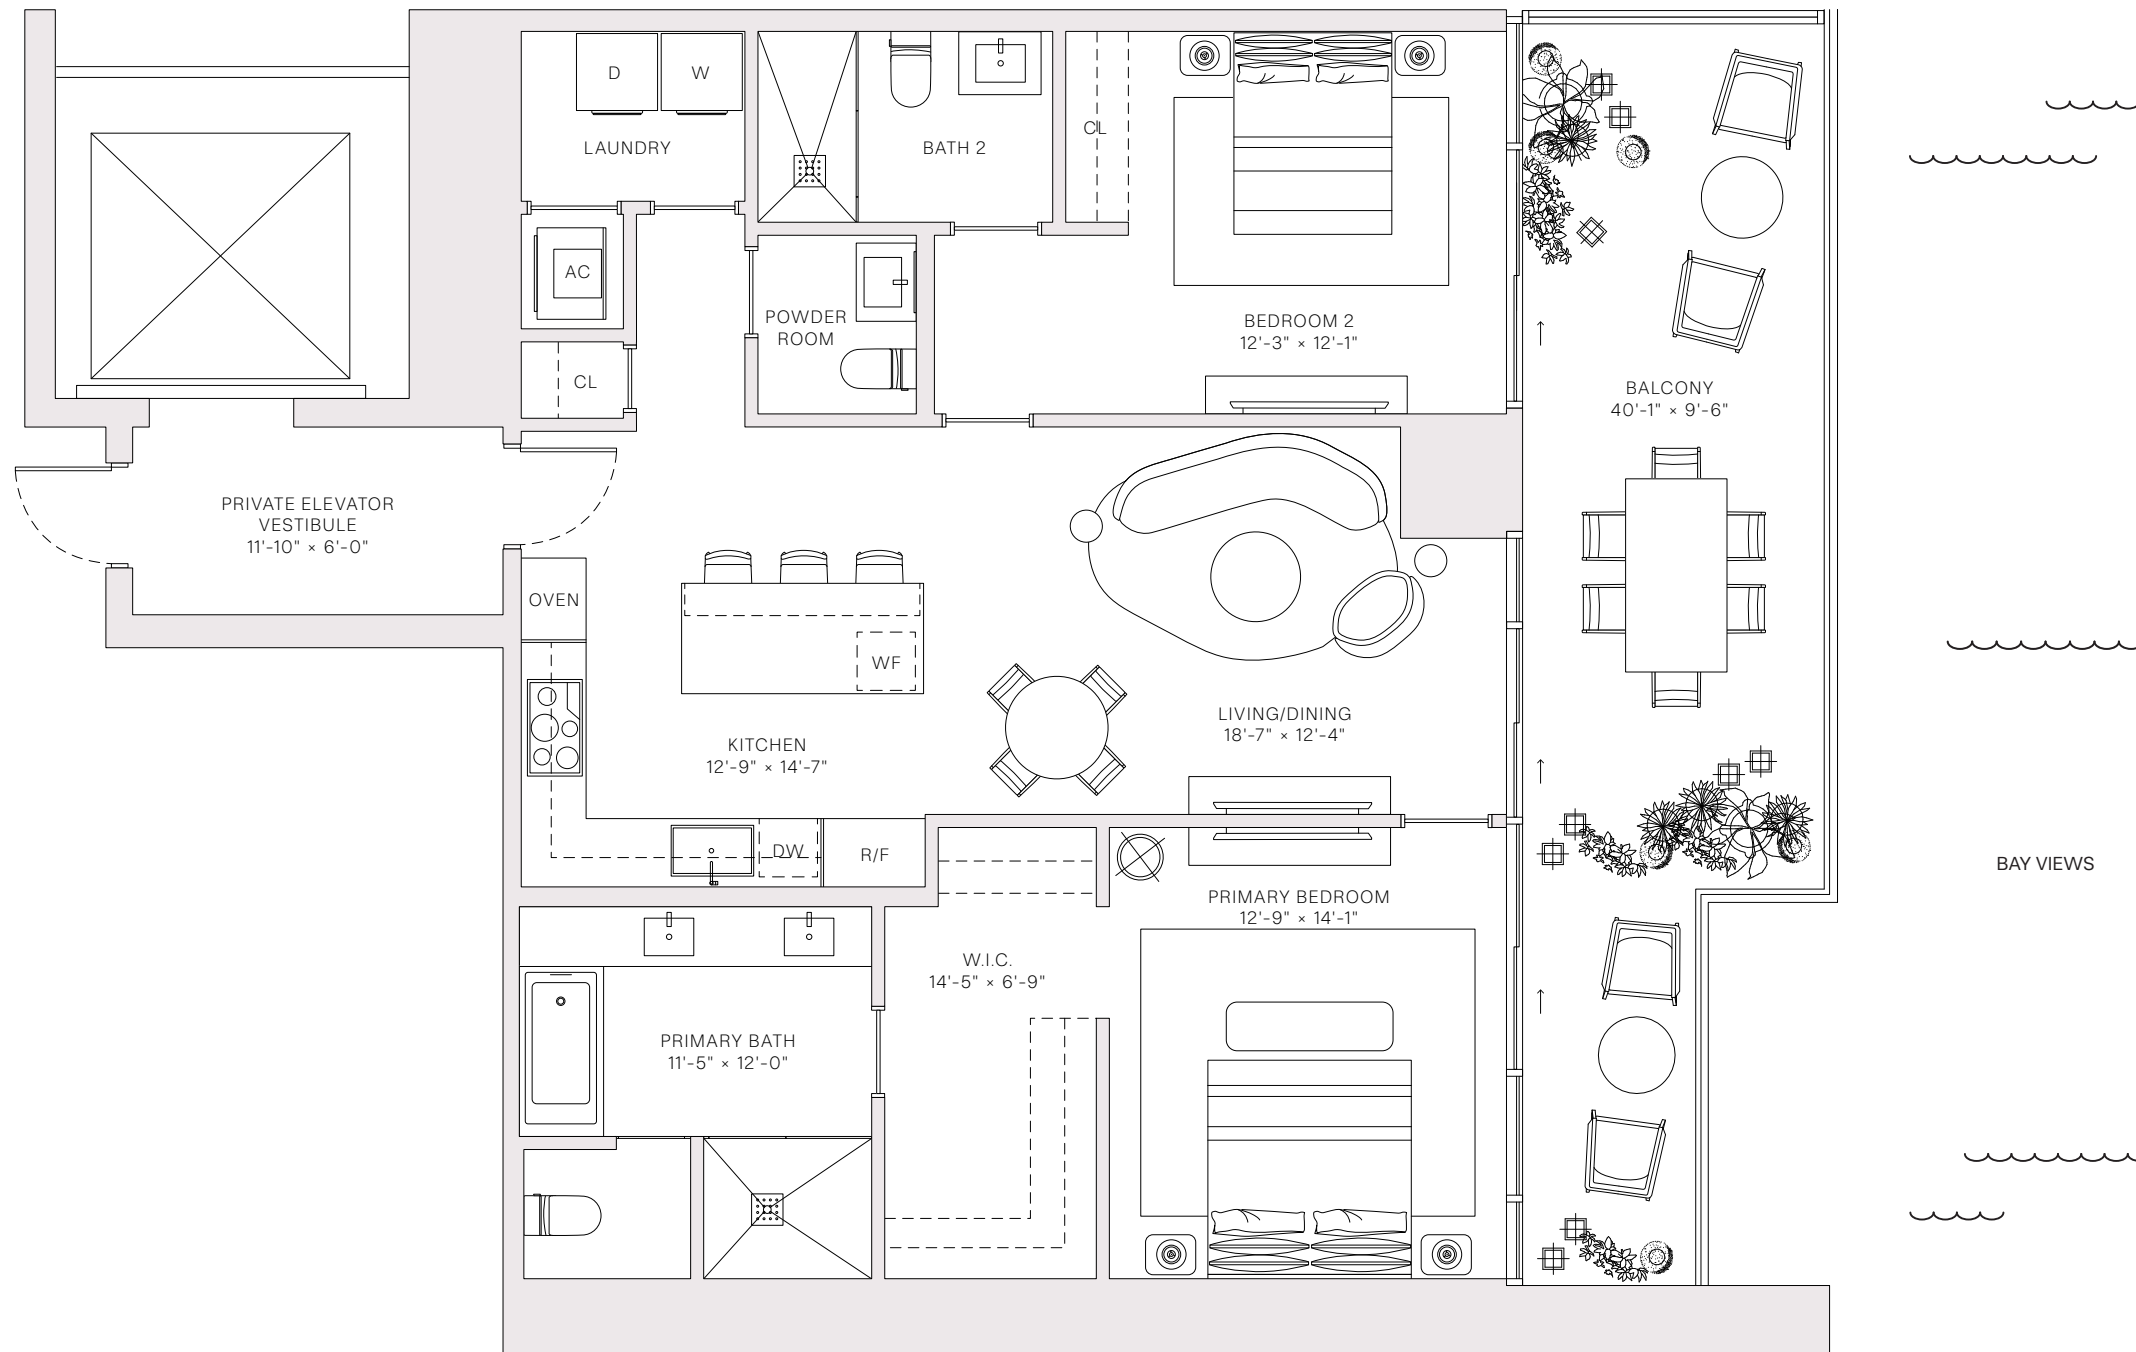 D
W
LAUNDRY
BATH 2
CL
AC
POWDER
ROOM
CL
BEDROOM 2
12'-3" × 12'-1"
BALCONY
40'-1" × 9'-6"
PRIVATE ELEVATOR
VESTIBULE
11'-10" × 6'-0"
OVEN
WF
KITCHEN
12'-9" × 14'-7"
LIVING/DINING
18'-7" × 12'-4"
DW
R/F
BAY VIEWS
PRIMARY BEDROOM
12'-9" × 14'-1"
W.I.C.
14'-5" × 6'-9"
PRIMARY BATH
11'-5" × 12'-0"